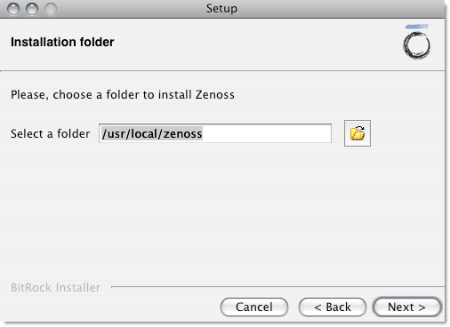 Setup
Installation folder
Please, choose a folder to install Zenoss
Select a folder /usr/local/zenoss
BitRock Installer
Cancel < Back Next >